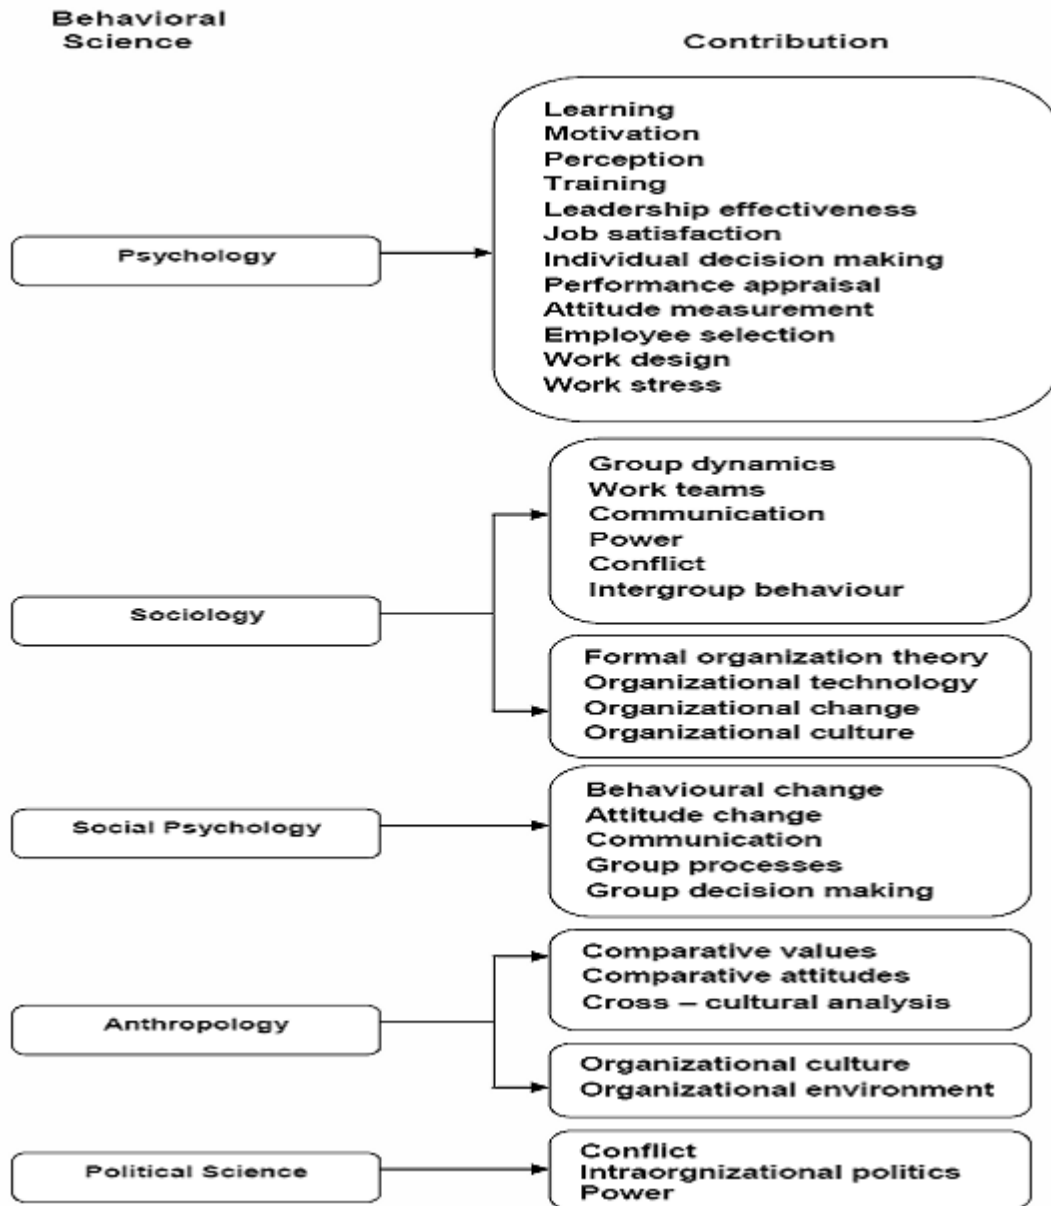 Behavioral
Science
Contribution
Psychology
Learning
Motivation
Perception
Training
Leadership effectiveness
Job satisfaction
Individual decision making
Performance appraisal
Attitude measurement
Employee selection
Work design
Work stress
Sociology
Group dynamics
Work teams
Communication
Power
Conflict
Intergroup behaviour
Formal organization theory
Organizational technology
Organizational change
Organizational culture
Social Psychology
Behavioural change
Attitude change
Communication
Group processes
Group decision making
Anthropology
Comparative values
Comparative attitudes
Cross – cultural analysis
Organizational culture
Organizational environment
Political Science
Conflict
Intraorgnizational politics
Power